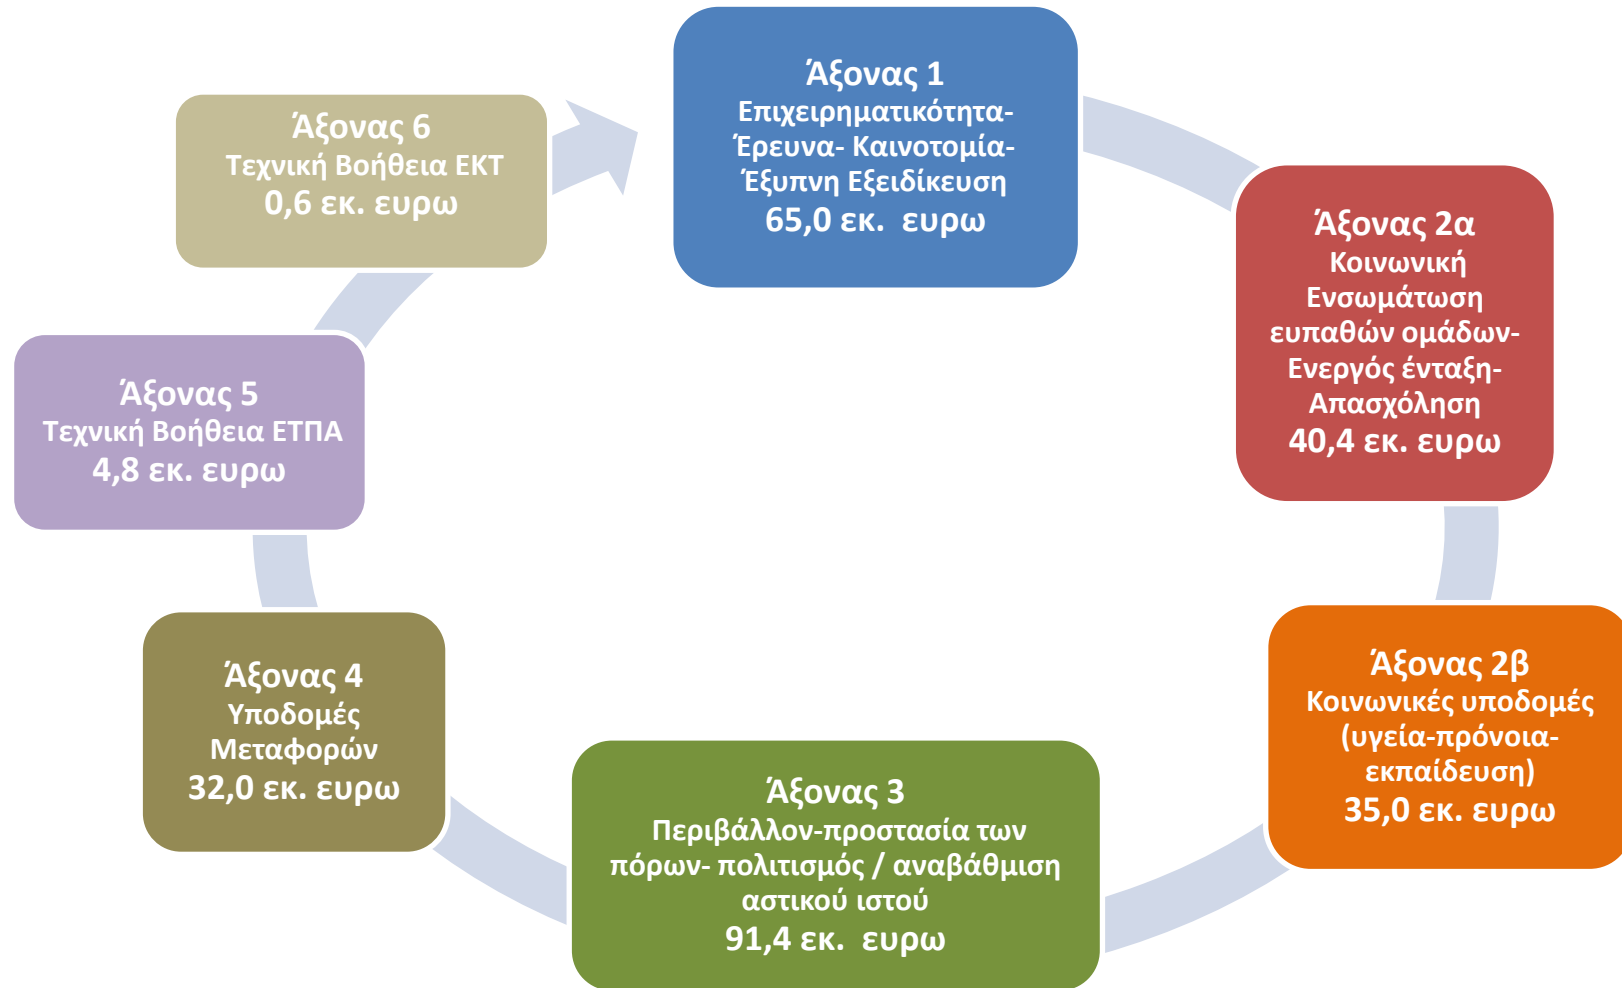 Άξονας 1
Επιχειρηματικότητα-
Έρευνα- Καινοτομία-
Έξυπνη Εξειδίκευση
65,0 εκ. ευρω
Άξονας 2α
Κοινωνική
Ενσωμάτωση
ευπαθών ομάδων-
Ενεργός ένταξη-
Απασχόληση
40,4 εκ. ευρω
Άξονας 2β
Κοινωνικές υποδομές
(υγεία-πρόνοια-
εκπαίδευση)
35,0 εκ. ευρω
Άξονας 3
Περιβάλλον-προστασία των
πόρων- πολιτισμός / αναβάθμιση
αστικού ιστού
91,4 εκ. ευρω
Άξονας 4
Υποδομές
Μεταφορών
32,0 εκ. ευρω
Άξονας 5
Τεχνική Βοήθεια ΕΤΠΑ
4,8 εκ. ευρω
Άξονας 6
Τεχνική Βοήθεια ΕΚΤ
0,6 εκ. ευρω